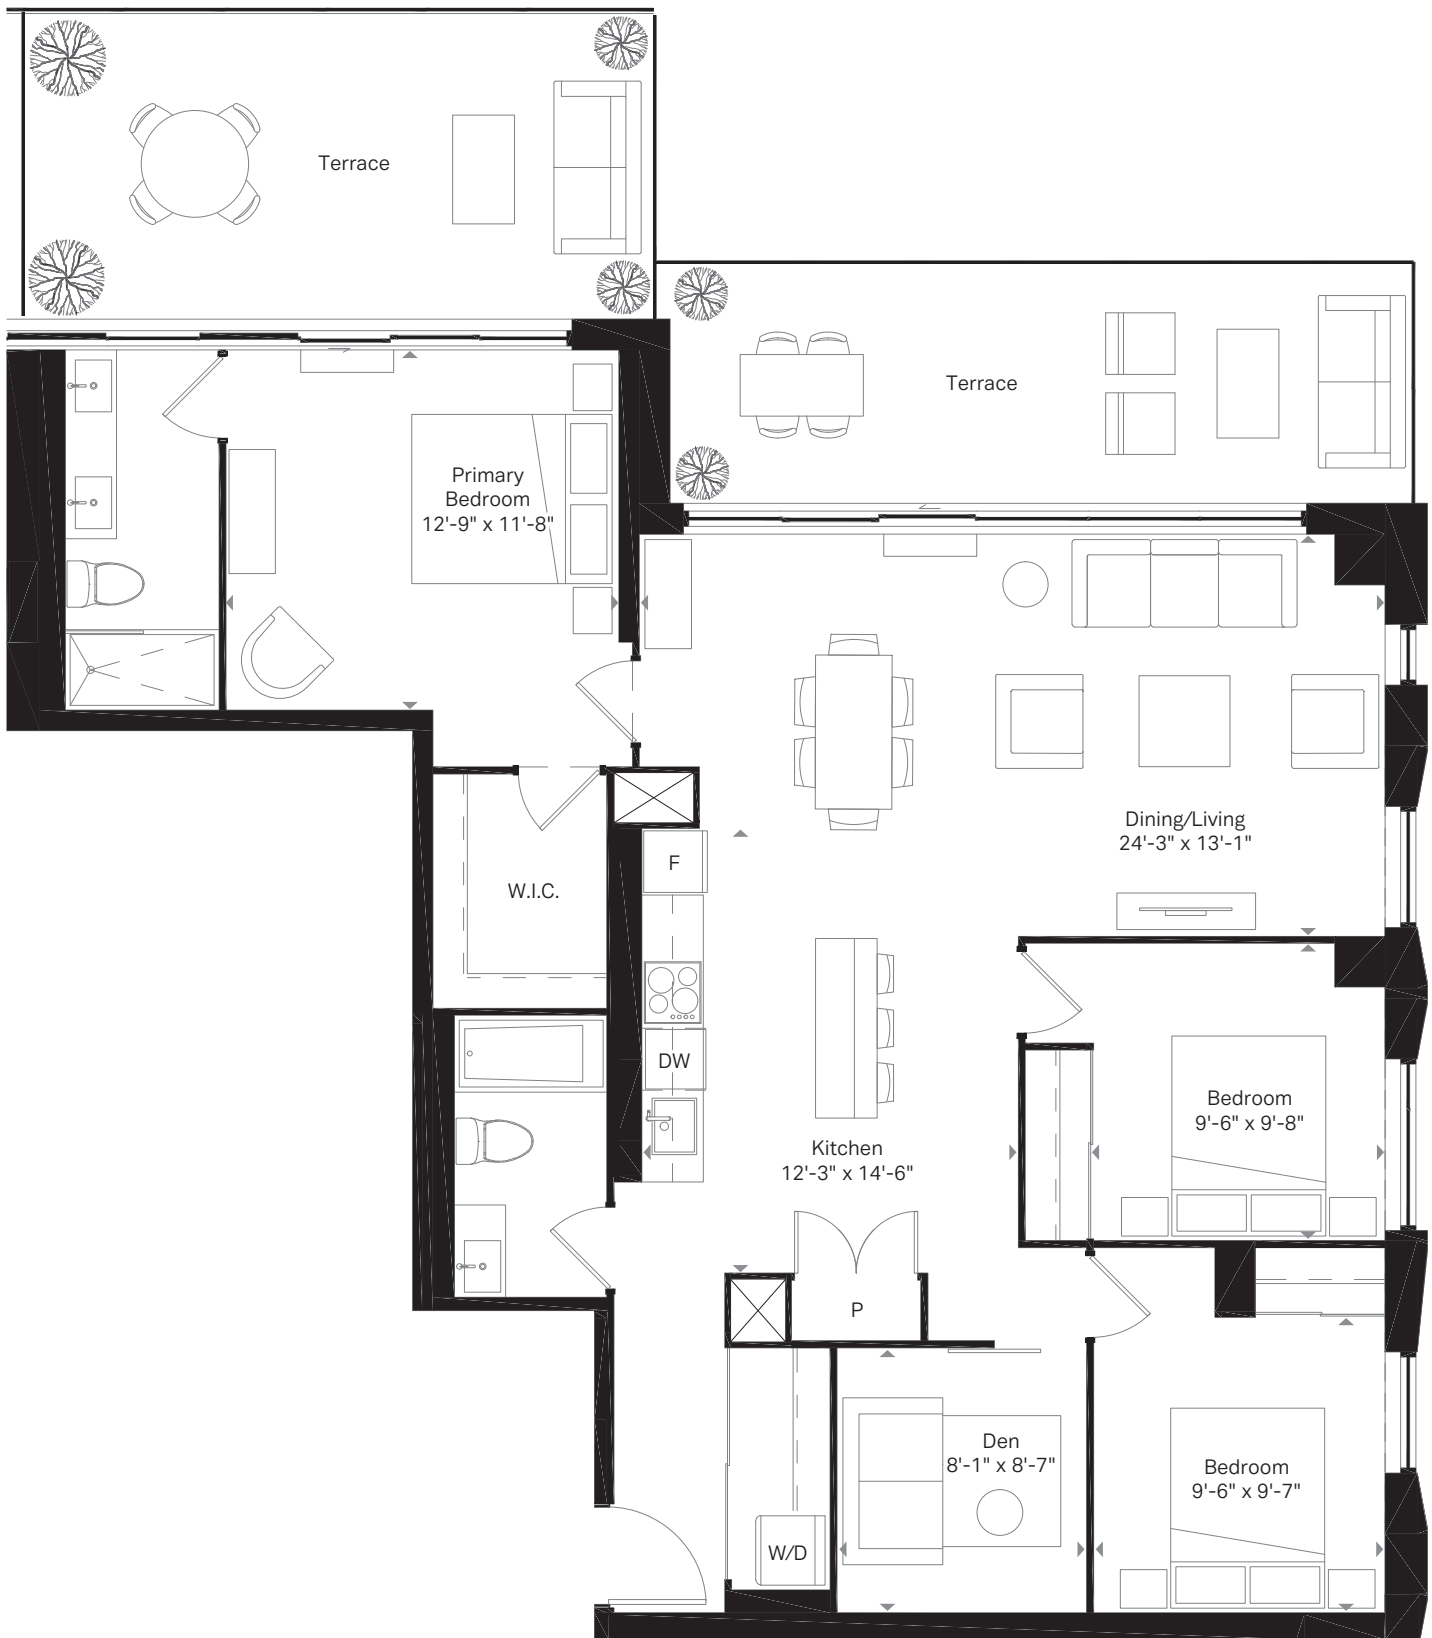 Terrace
Terrace
Primary
Bedroom
12'-9" x 11'-8"
Dining/Living
24'-3" x 13'-1"
F
W.I.C.
DW
Bedroom
9'-6" x 9'-8"
Kitchen
12'-3" x 14'-6"
P
Den
8'-1" x 8'-7"
Bedroom
9'-6" x 9'-7"
W/D